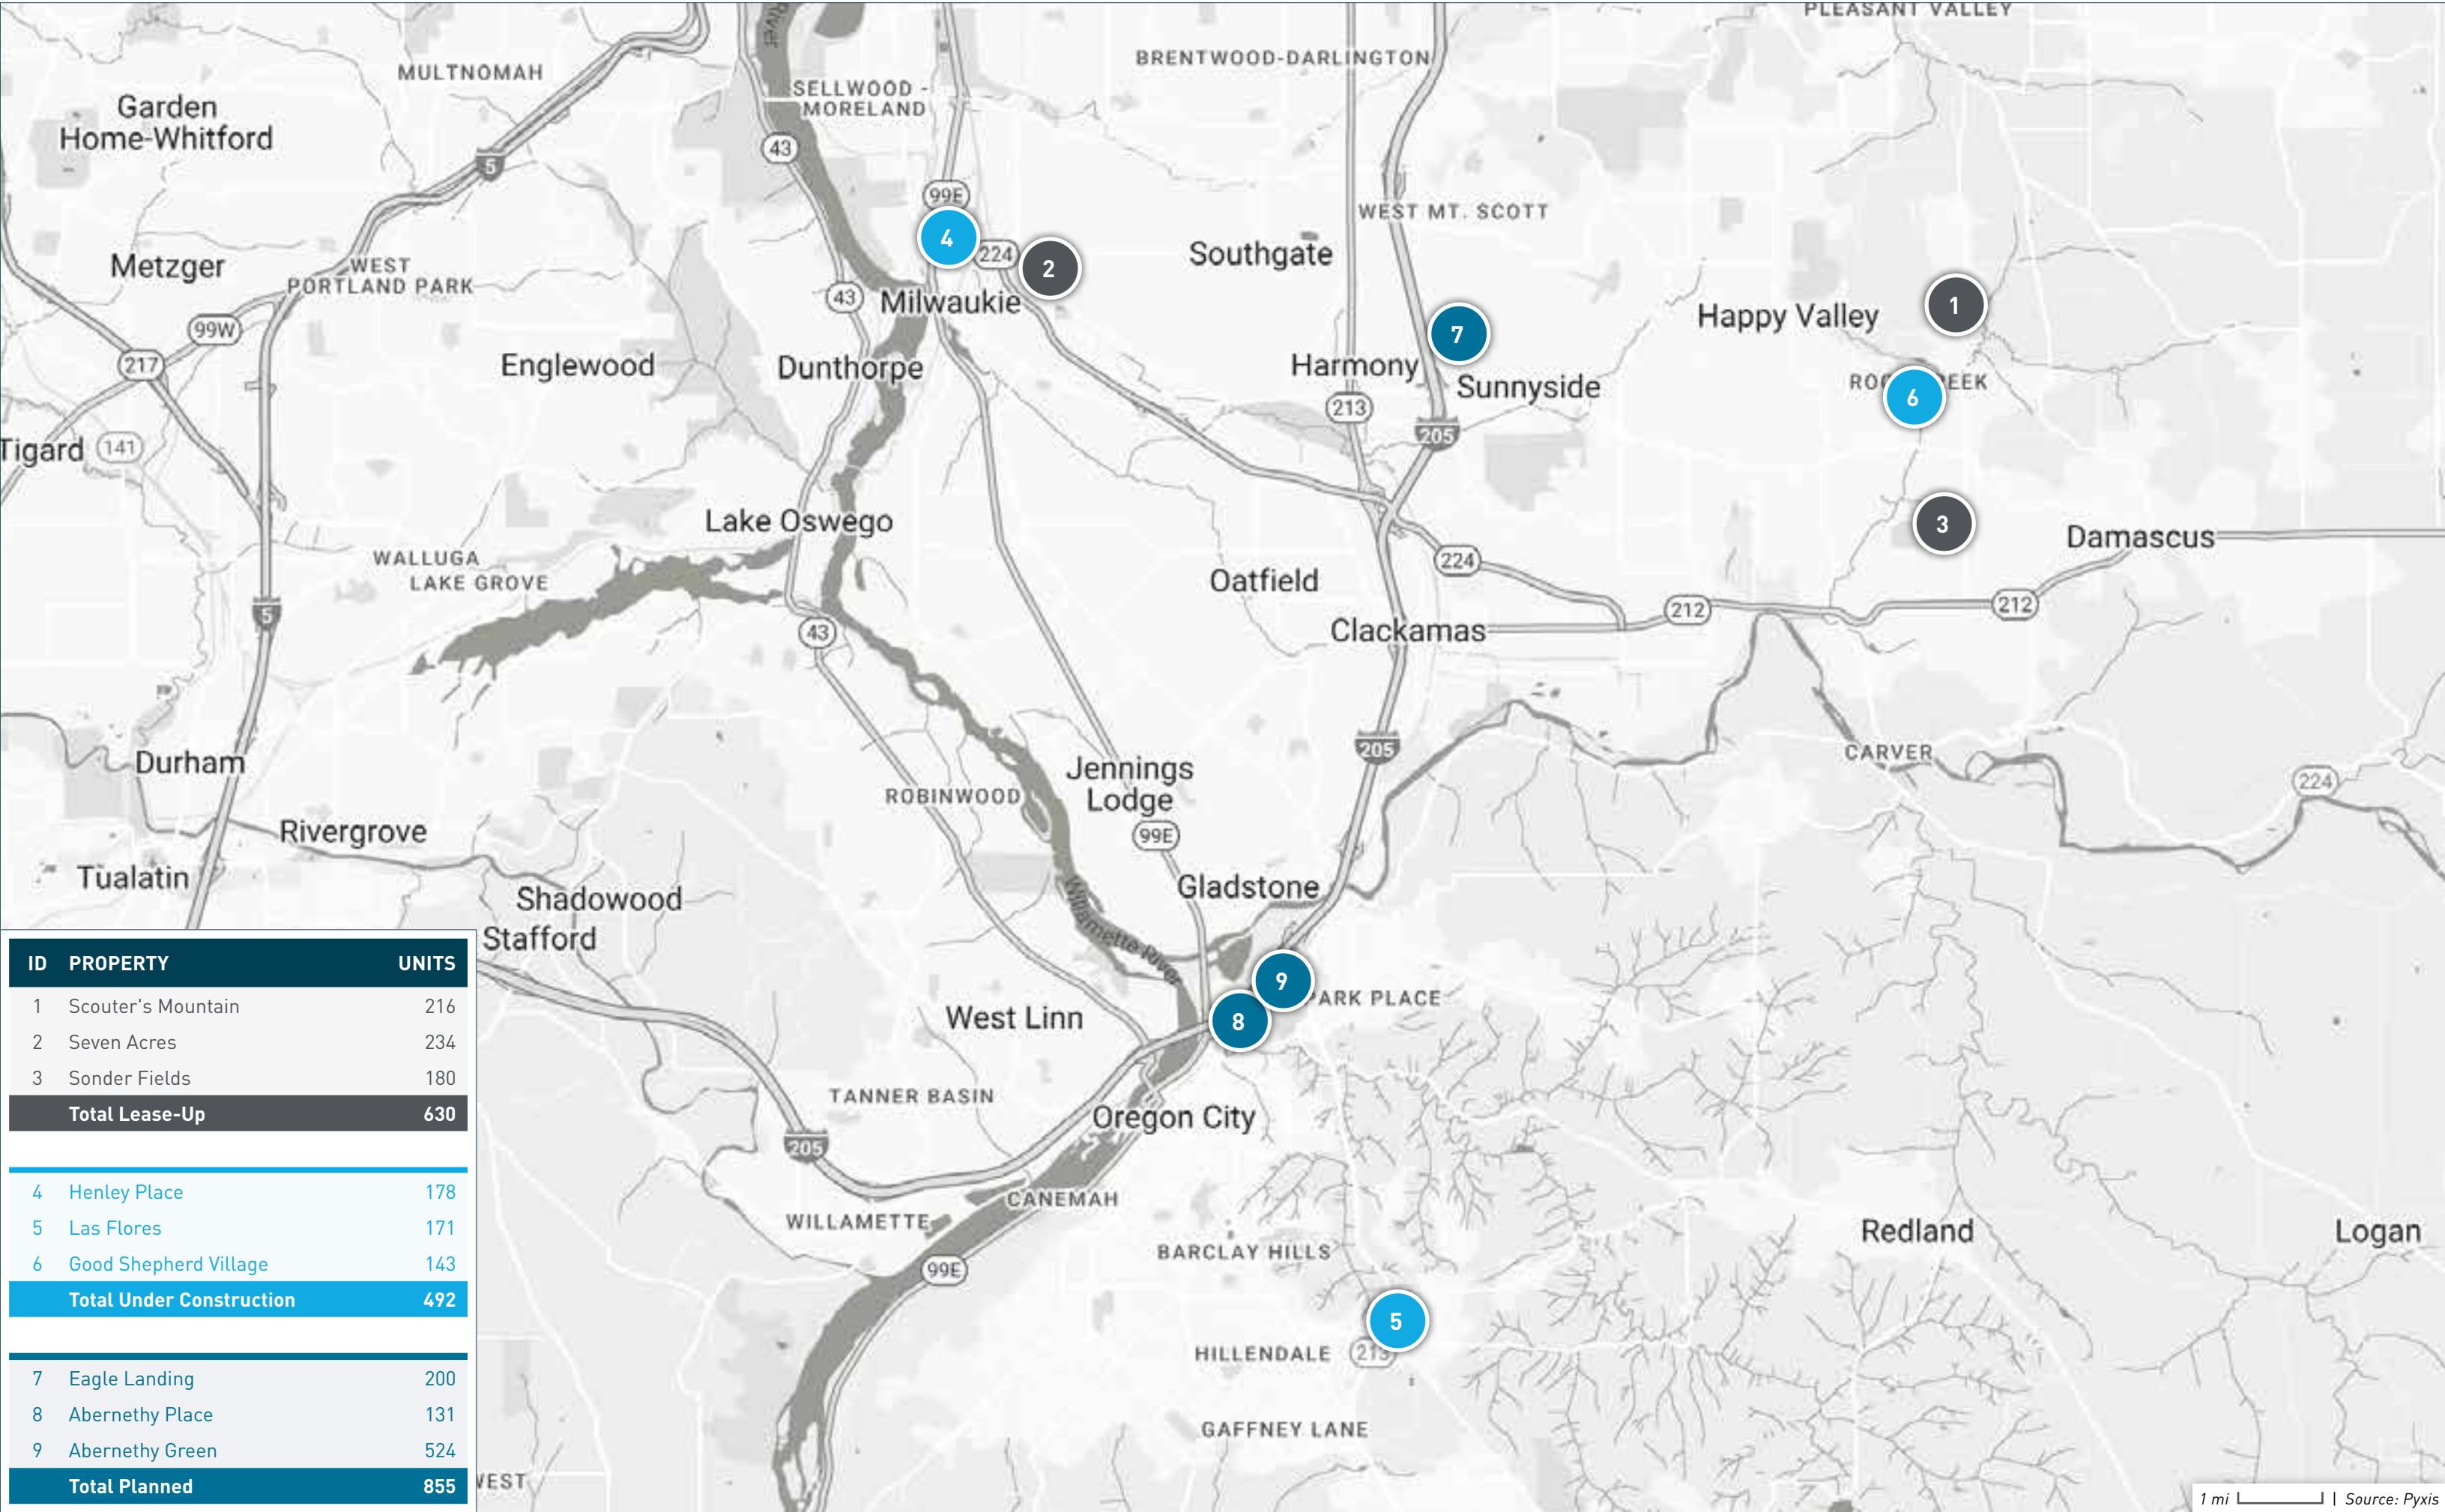 PLEASANT VALLEY
River
BRENTWOOD-DARLINGTON
MULTNOMAH
SELLWOOD -
MORELAND
Garden
Home-Whitford
43
5
99E
WEST MT. SCOTT
4
224
2
Southgate
Metzger
WEST
PORTLAND PARK
43
Milwaukie
1
Happy Valley
99W
7
217
Englewood
Dunthorpe
Harmony
Sunnyside
6
213
205
Tigard
141
Lake Oswego
3
Damascus
WALLUGA
LAKE GROVE
224
Oatfield
5
43
Clackamas
212
212
205
CARVER
Durham
Jennings
Lodge
ROBINWOOD
224
99E
Rivergrove
Tualatin
Gladstone
Shadowood
Stafford
Willamette River
9
PARK PLACE
8
West Linn
TANNER BASIN
Oregon City
205
CANEMAH
WILLAMETTE
BARCLAY HILLS
Redland
Logan
99E
5
HILLENDALE
213
GAFFNEY LANE
ID PROPERTY UNITS
1 Scouter's Mountain 216
2 Seven Acres 234
3 Sonder Fields 180
Total Lease-Up 630
4 Henley Place 178
5 Las Flores 171
6 Good Shepherd Village 143
Total Under Construction 492
7 Eagle Landing 200
8 Abernethy Place 131
9 Abernethy Green 524
Total Planned 855
WEST
1 mi | Source: Pyxis